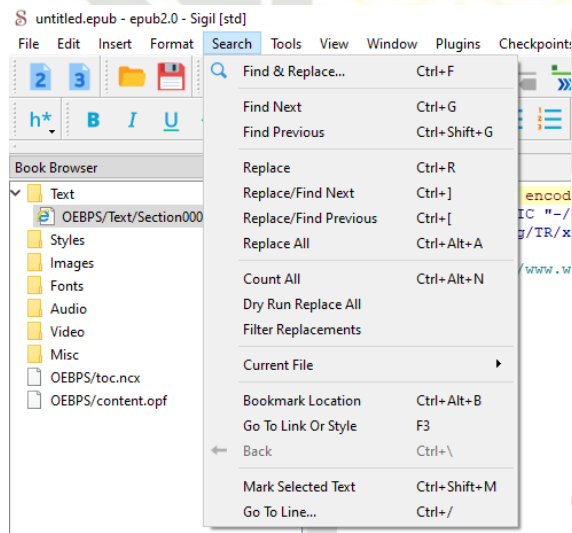 untitled.epub - epub2.0 - Sigil [std]
File Edit Insert Format Search Tools View Window Plugins Checkpoints
2 3
h* B I U
Book Browser
Text
OEBPS/Text/Section000
Styles
Images
Fonts
Audio
Video
Misc
OEBPS/toc.ncx
OEBPS/content.opf
Find & Replace... Ctrl+F
Find Next Ctrl+G
Find Previous Ctrl+Shift+G
Replace Ctrl+R
Replace/Find Next Ctrl+]
Replace/Find Previous Ctrl+[
Replace All Ctrl+Alt+A
Count All Ctrl+Alt+N
Dry Run Replace All
Filter Replacements
Current File
Bookmark Location Ctrl+Alt+B
Go To Link Or Style F3
Back Ctrl+\
Mark Selected Text Ctrl+Shift+M
Go To Line... Ctrl+/
encod
IC "-/
g/TR/x
/www.w